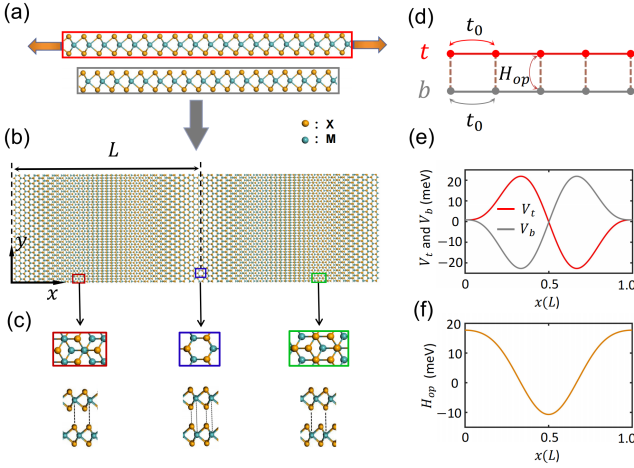 (a)
: X
: M
(b)
L
y
x
(c)
(d)
t₀
t
H_op
b
t₀
(e)
V_t and V_b (meV)
20
10
0
−10
−20
V_t
V_b
0
0.5
1.0
x(L)
(f)
H_op (meV)
20
10
0
−10
0
0.5
1.0
x(L)